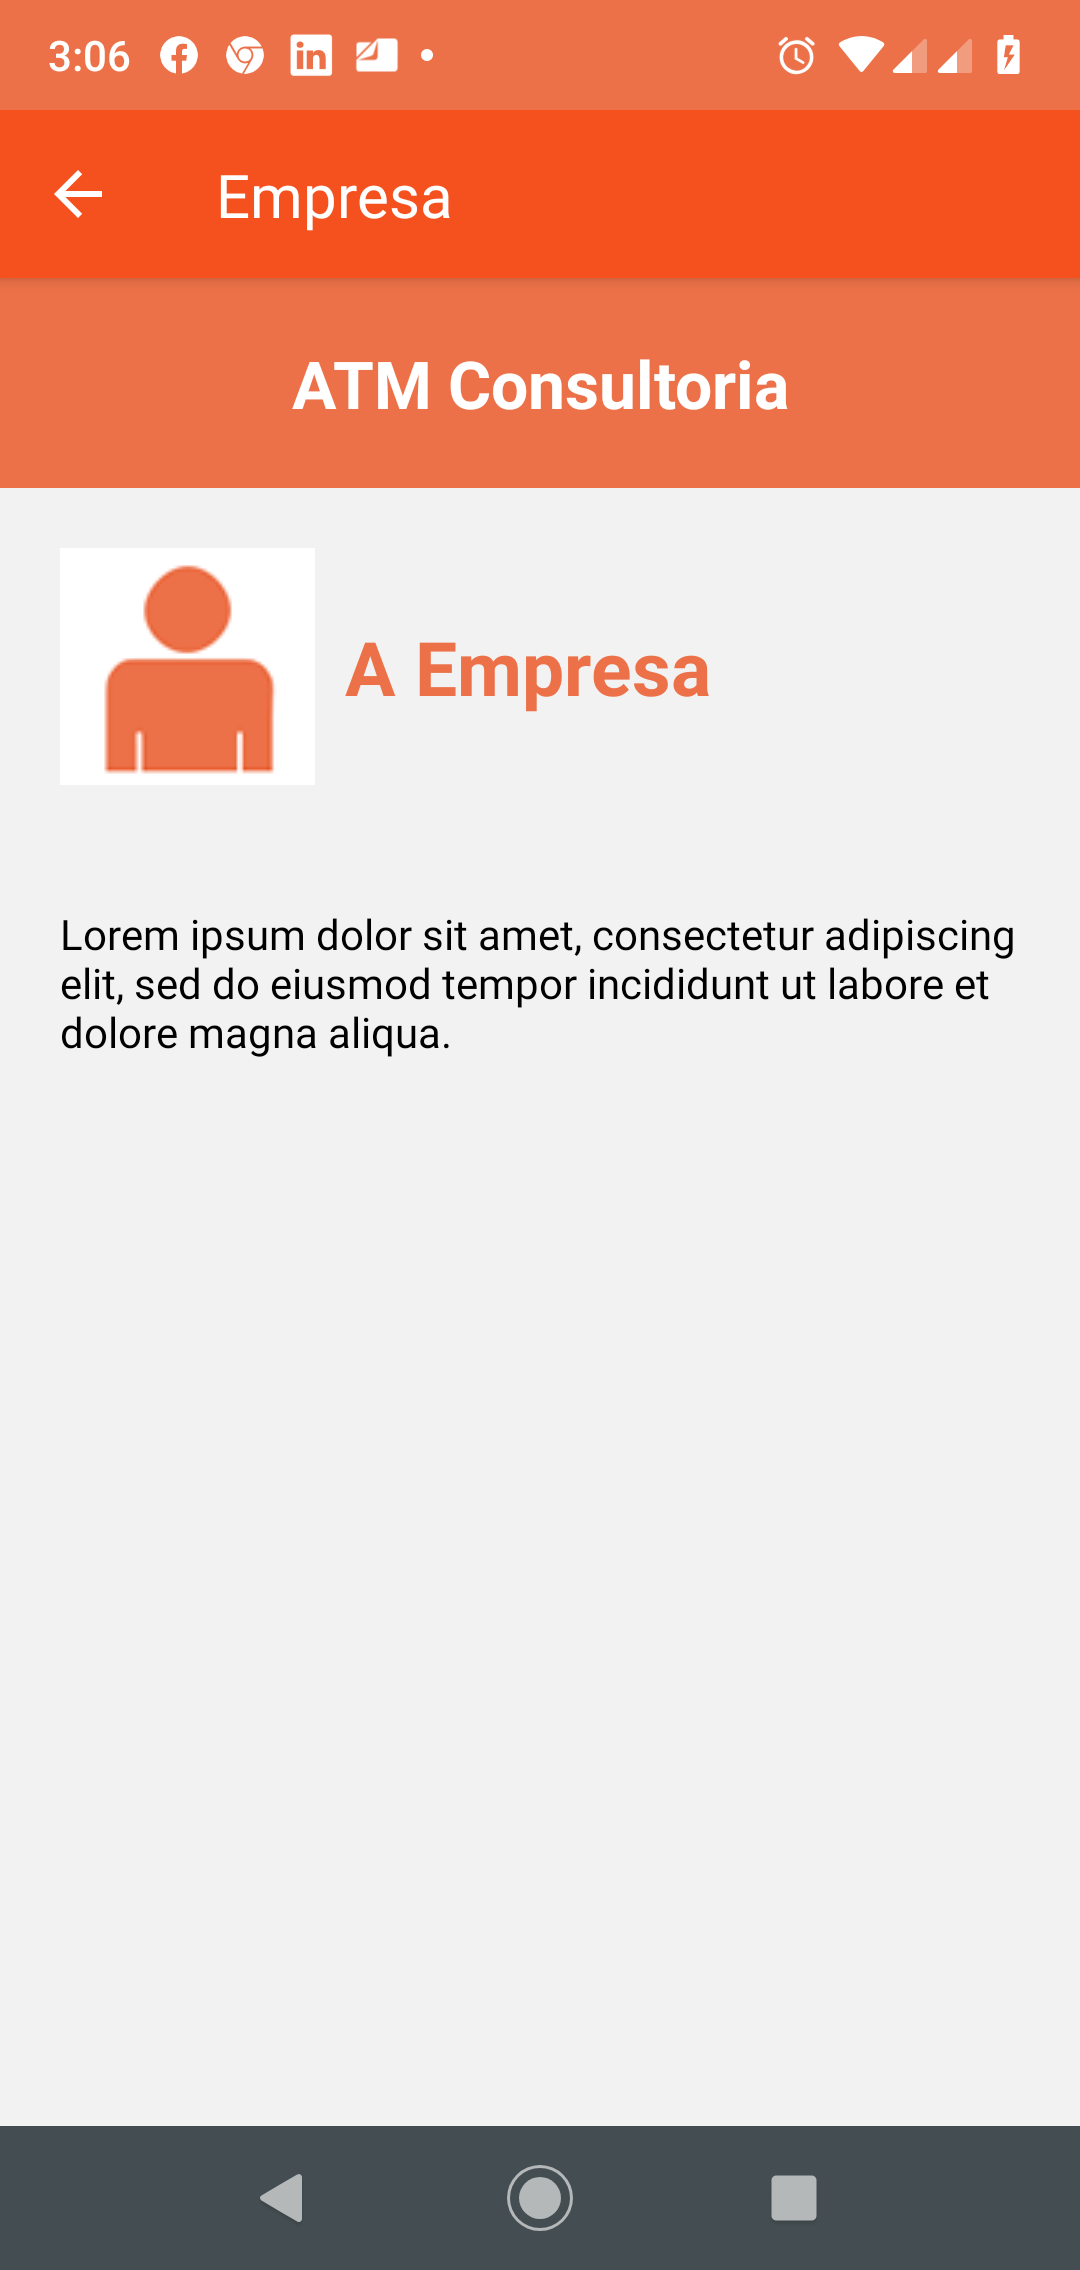 3:06
Empresa
ATM Consultoria
A Empresa
Lorem ipsum dolor sit amet, consectetur adipiscing
elit, sed do eiusmod tempor incididunt ut labore et
dolore magna aliqua.